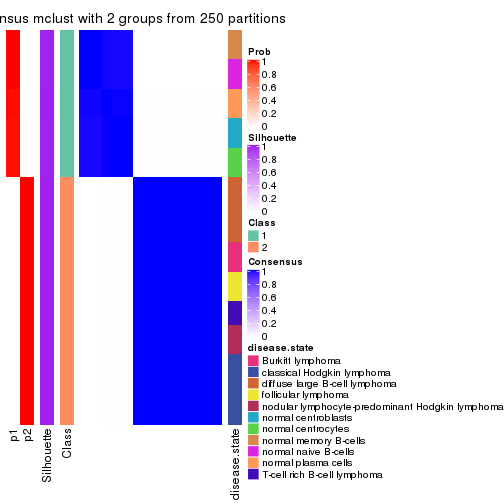 nsus mclust with 2 groups from 250 partitions
Prob
1
0.8
0.6
0.4
0.2
0
Silhouette
1
0.8
0.6
0.4
0.2
0
Class
1
2
Consensus
1
0.8
0.6
0.4
0.2
0
disease.state
Burkitt lymphoma
classical Hodgkin lymphoma
diffuse large B-cell lymphoma
follicular lymphoma
nodular lymphocyte-predominant Hodgkin lymphoma
normal centroblasts
normal centrocytes
normal memory B-cells
normal naive B-cells
normal plasma cells
T-cell rich B-cell lymphoma
p1
p2
Silhouette
Class
disease.state